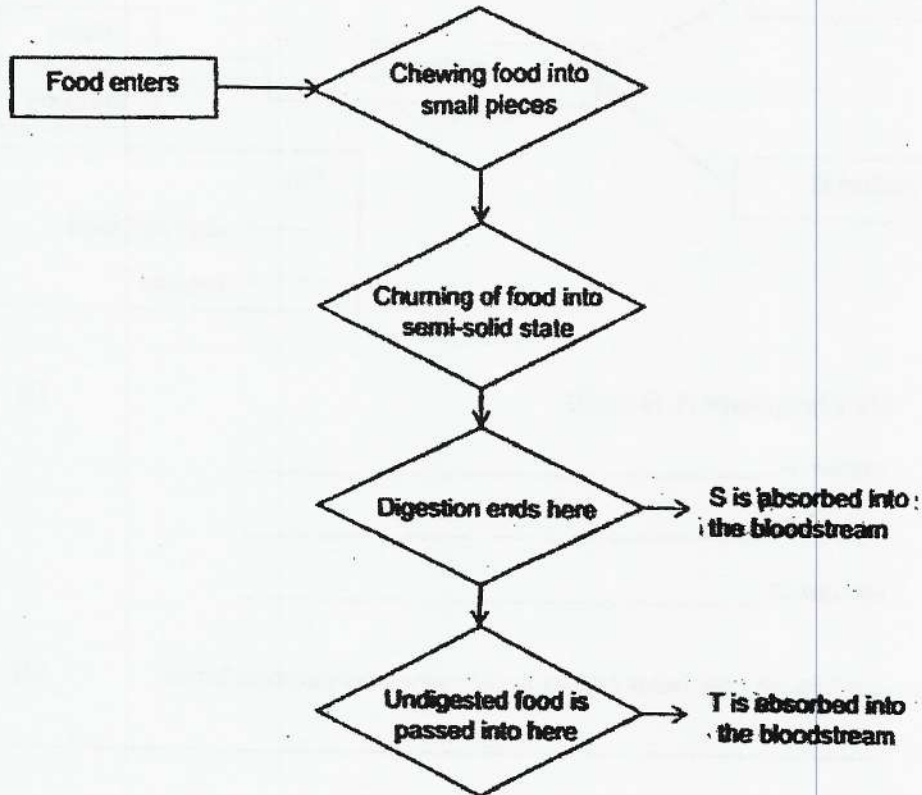 Food enters
Chewing food into
small pieces
Churning of food into
semi-solid state
Digestion ends here
S is absorbed into
the bloodstream
Undigested food is
passed into here
T is absorbed into
the bloodstream